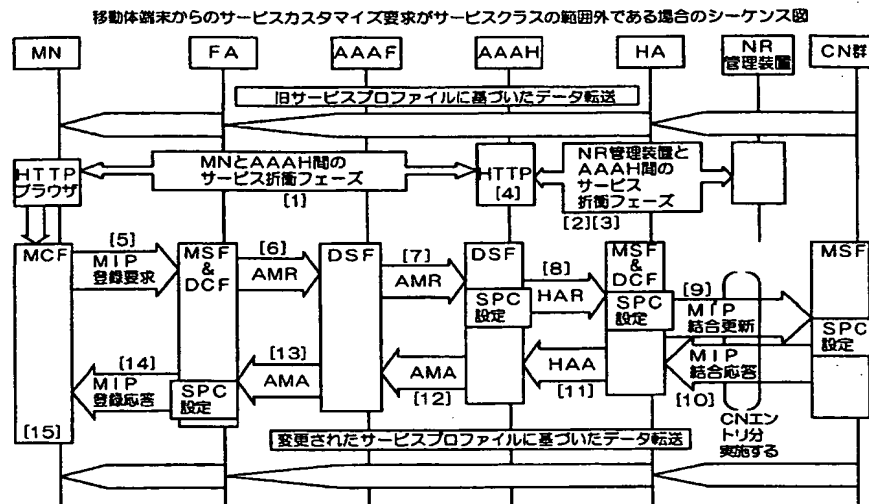 移動体端末からのサービスカスタマイズ要求がサービスクラスの範囲外である場合のシーケンス図
MN
FA
AAAF
AAAH
HA
NR
管理装置
CN群
旧サービスプロファイルに基づいたデータ転送
HTTP
ブラウザ
MNとAAAH間の
サービス折衝フェーズ
[1]
HTTP
[4]
NR管理装置と
AAAH間の
サービス
折衝フェーズ
[2][3]
MCF
[5]
MIP
登録要求
MSF
&
DCF
[6]
AMR
DSF
[7]
AMR
DSF
SPC
設定
[8]
HAR
MSF
&
DCF
SPC
設定
[9]
MIP
結合更新
MSF
SPC
設定
[14]
MIP
登録応答
SPC
設定
[13]
AMA
AMA
[12]
HAA
[11]
MIP
結合応答
[10]
[15]
CNエント
リ分
実施する
変更されたサービスプロファイルに基づいたデータ転送